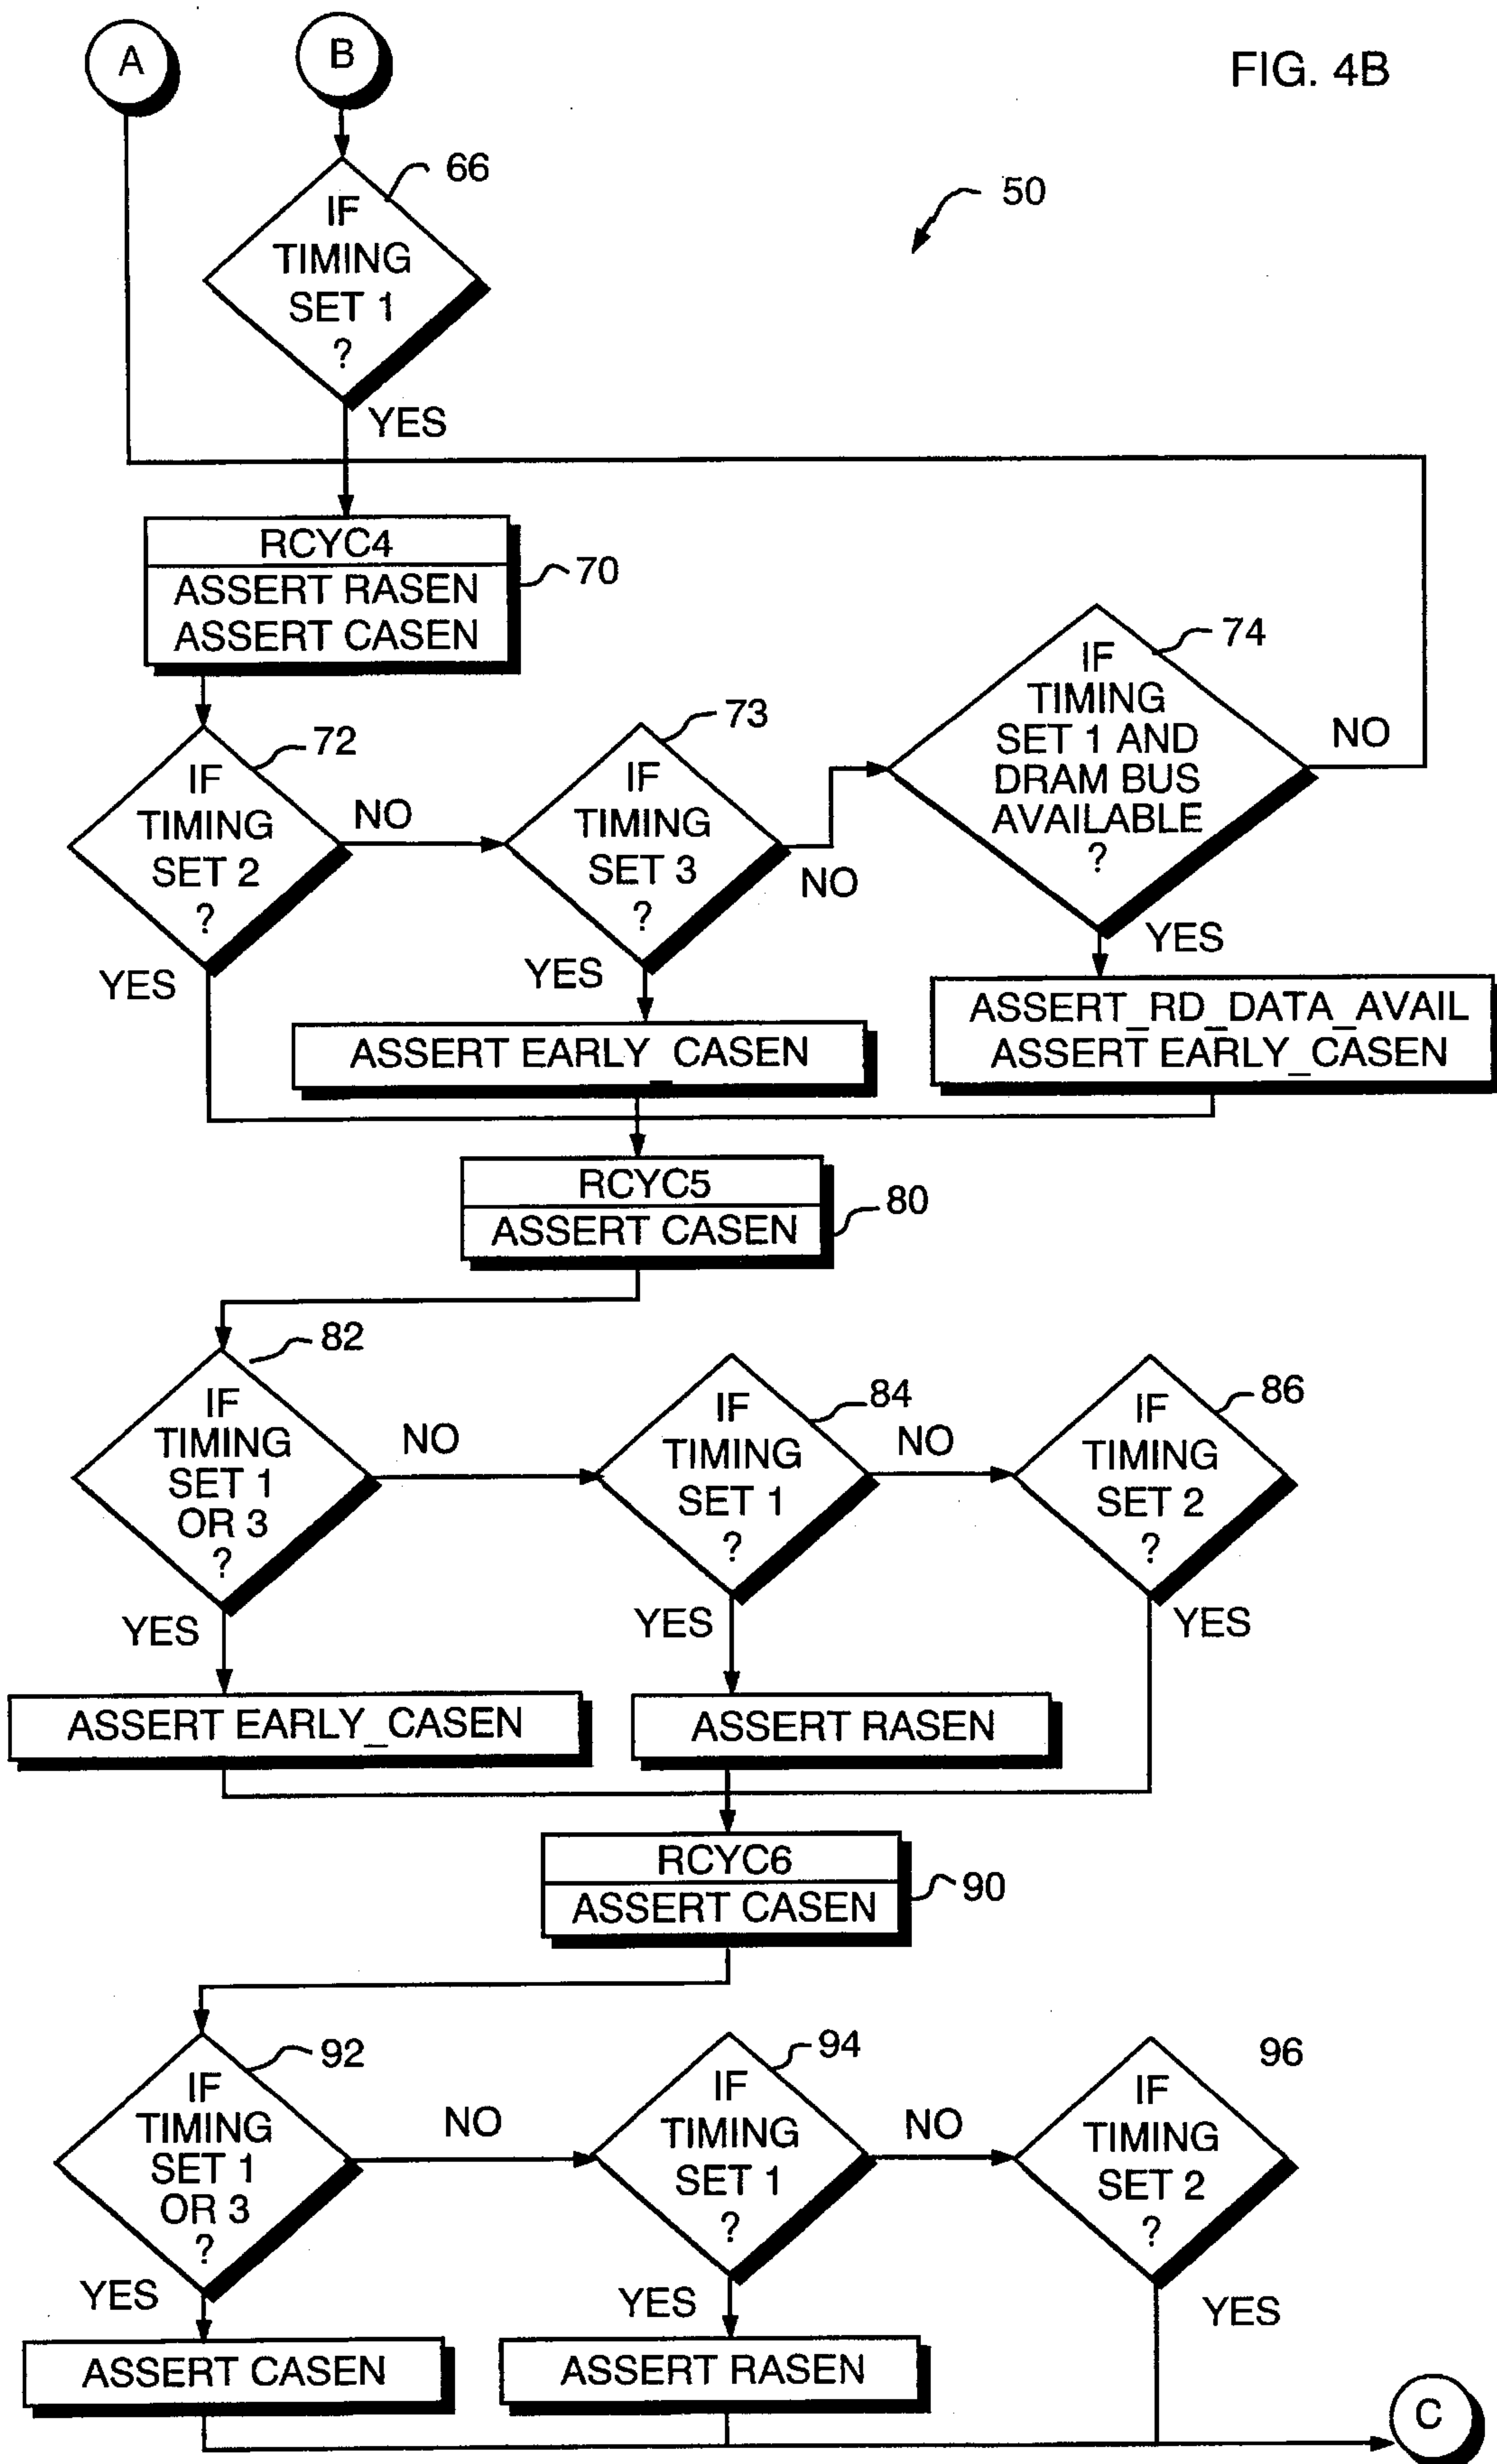 A
B
FIG. 4B
66
50
IF
TIMING
SET 1
?
YES
RCYC4
ASSERT RASEN
ASSERT CASEN
70
74
IF
TIMING
SET 1 AND
DRAM BUS
AVAILABLE
?
NO
72
73
IF
TIMING
SET 2
?
NO
IF
TIMING
SET 3
?
NO
YES
YES
YES
ASSERT EARLY_CASEN
ASSERT_RD_DATA_AVAIL
ASSERT EARLY_CASEN
RCYC5
ASSERT CASEN
80
82
IF
TIMING
SET 1
OR 3
?
NO
84
IF
TIMING
SET 1
?
NO
86
IF
TIMING
SET 2
?
YES
YES
YES
ASSERT EARLY_CASEN
ASSERT RASEN
RCYC6
ASSERT CASEN
90
92
IF
TIMING
SET 1
OR 3
?
NO
94
IF
TIMING
SET 1
?
NO
96
IF
TIMING
SET 2
?
YES
YES
YES
ASSERT CASEN
ASSERT RASEN
C